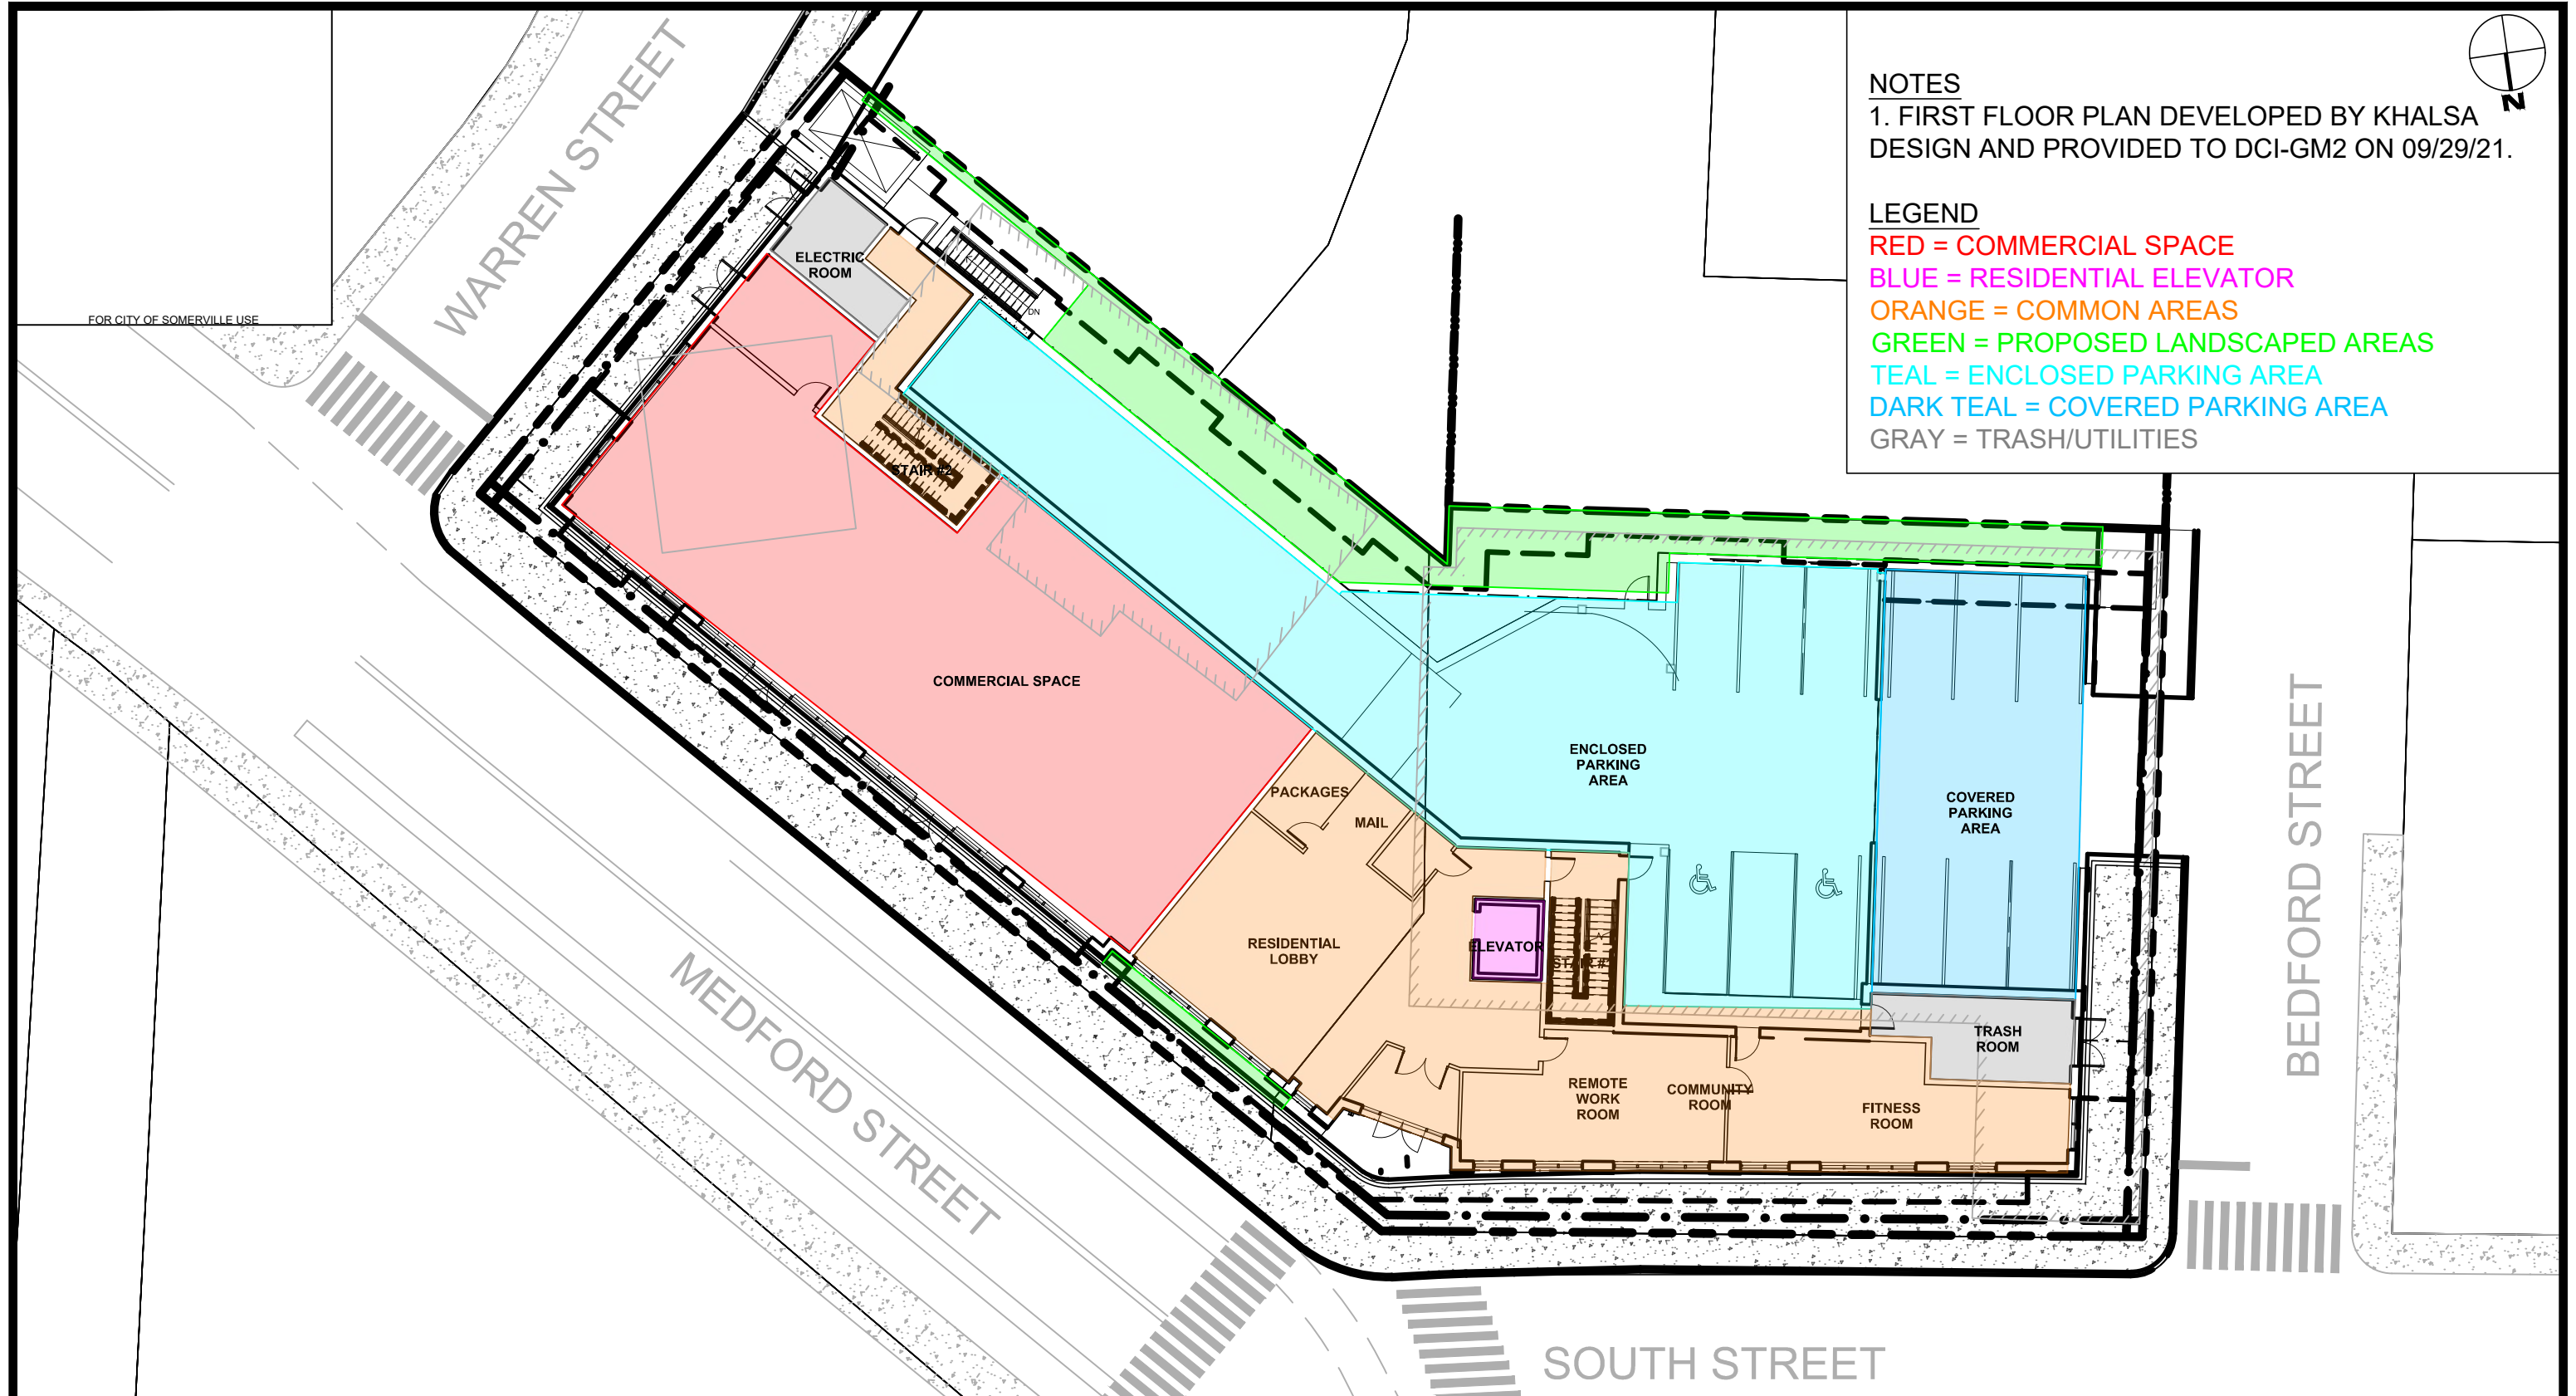 N
NOTES
1. FIRST FLOOR PLAN DEVELOPED BY KHALSA
DESIGN AND PROVIDED TO DCI-GM2 ON 09/29/21.
LEGEND
RED = COMMERCIAL SPACE
BLUE = RESIDENTIAL ELEVATOR
ORANGE = COMMON AREAS
GREEN = PROPOSED LANDSCAPED AREAS
TEAL = ENCLOSED PARKING AREA
DARK TEAL = COVERED PARKING AREA
GRAY = TRASH/UTILITIES
WARREN STREET
FOR CITY OF SOMERVILLE USE
ELECTRIC
ROOM
DN
STAIR #2
COMMERCIAL SPACE
ENCLOSED
PARKING
AREA
COVERED
PARKING
AREA
PACKAGES
MAIL
RESIDENTIAL
LOBBY
ELEVATOR
STAIR
TRASH
ROOM
REMOTE
WORK
ROOM
COMMUNITY
ROOM
FITNESS
ROOM
MEDFORD STREET
BEDFORD STREET
SOUTH STREET